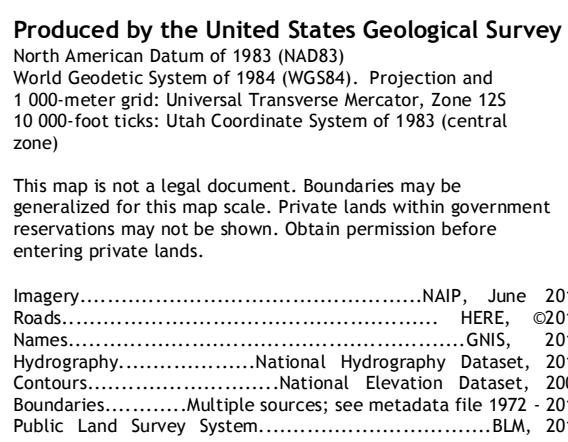 Produced by the United States Geological Survey
North American Datum of 1983 (NAD83)
World Geodetic System of 1984 (WGS84). Projection and
1 000-meter grid: Universal Transverse Mercator, Zone 12S
10 000-foot ticks: Utah Coordinate System of 1983 (central
zone)
This map is not a legal document. Boundaries may be
generalized for this map scale. Private lands within government
reservations may not be shown. Obtain permission before
entering private lands.
Imagery.................................................NAIP, June
Roads...................................................... HERE,
Names.........................................................GNIS,
Hydrography....................National Hydrography Dataset,
Contours............................National Elevation Dataset,
Boundaries............Multiple sources; see metadata file 1972 -
Public Land Survey System..................................BLM,